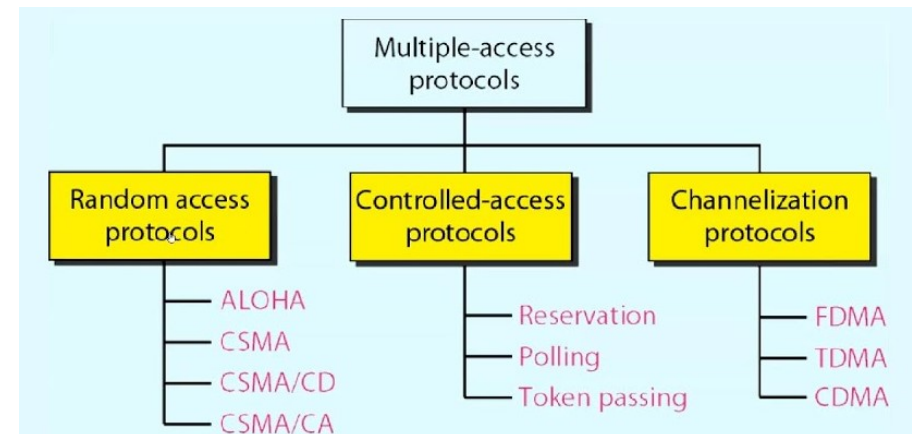 Multiple-access
protocols
Random access
protocols
Controlled-access
protocols
Channelization
protocols
ALOHA
CSMA
CSMA/CD
CSMA/CA
Reservation
Polling
Token passing
FDMA
TDMA
CDMA